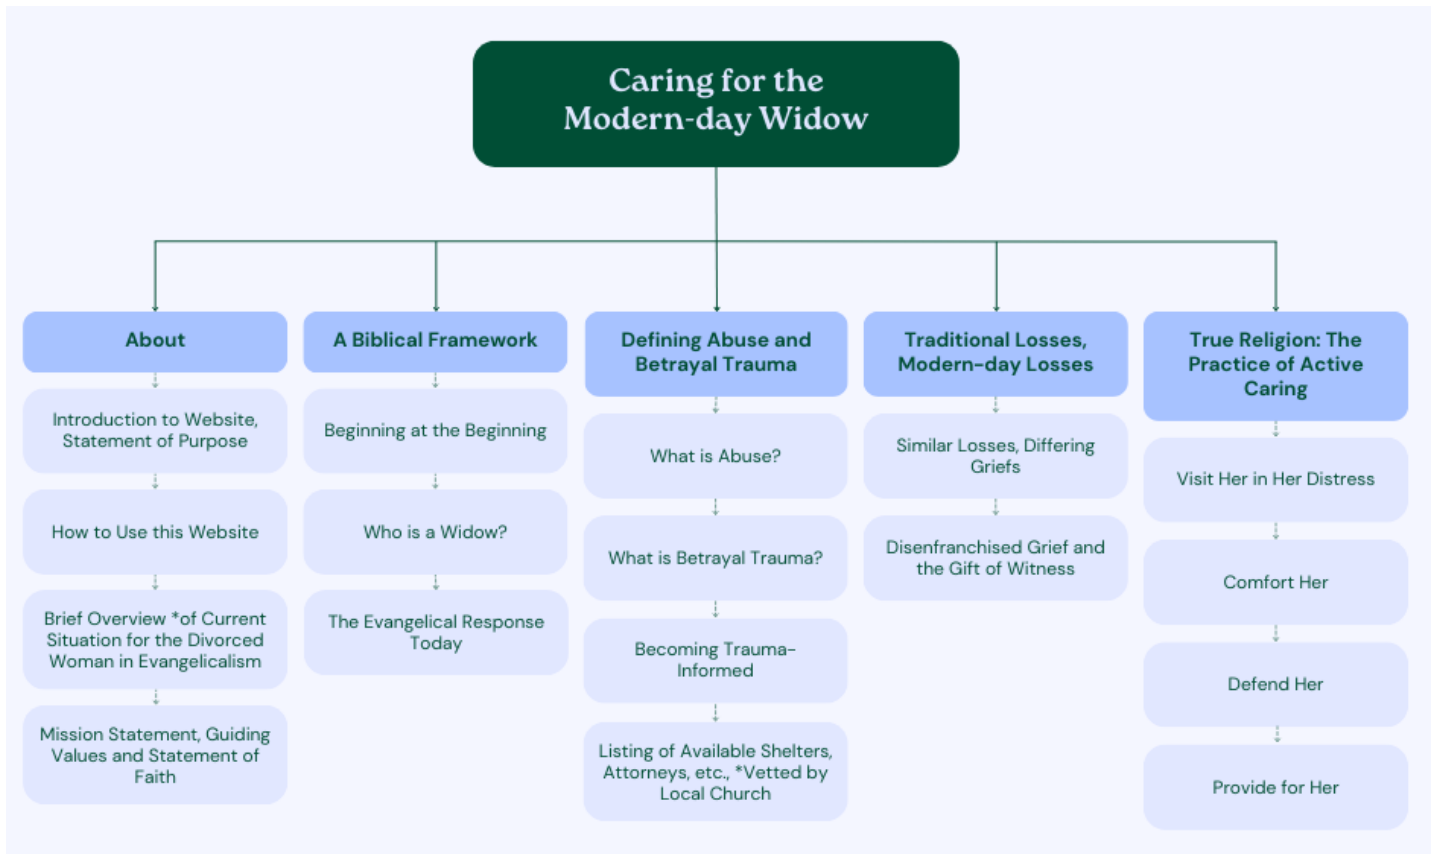 Caring for the
Modern-day Widow
About
Introduction to Website,
Statement of Purpose
How to Use this Website
Brief Overview *of Current
Situation for the Divorced
Woman in Evangelicalism
Mission Statement, Guiding
Values and Statement of
Faith
A Biblical Framework
Beginning at the Beginning
Who is a Widow?
The Evangelical Response
Today
Defining Abuse and
Betrayal Trauma
What is Abuse?
What is Betrayal Trauma?
Becoming Trauma-
Informed
Listing of Available Shelters,
Attorneys, etc., *Vetted by
Local Church
Traditional Losses,
Modern-day Losses
Similar Losses, Differing
Griefs
Disenfranchised Grief and
the Gift of Witness
True Religion: The
Practice of Active
Caring
Visit Her in Her Distress
Comfort Her
Defend Her
Provide for Her